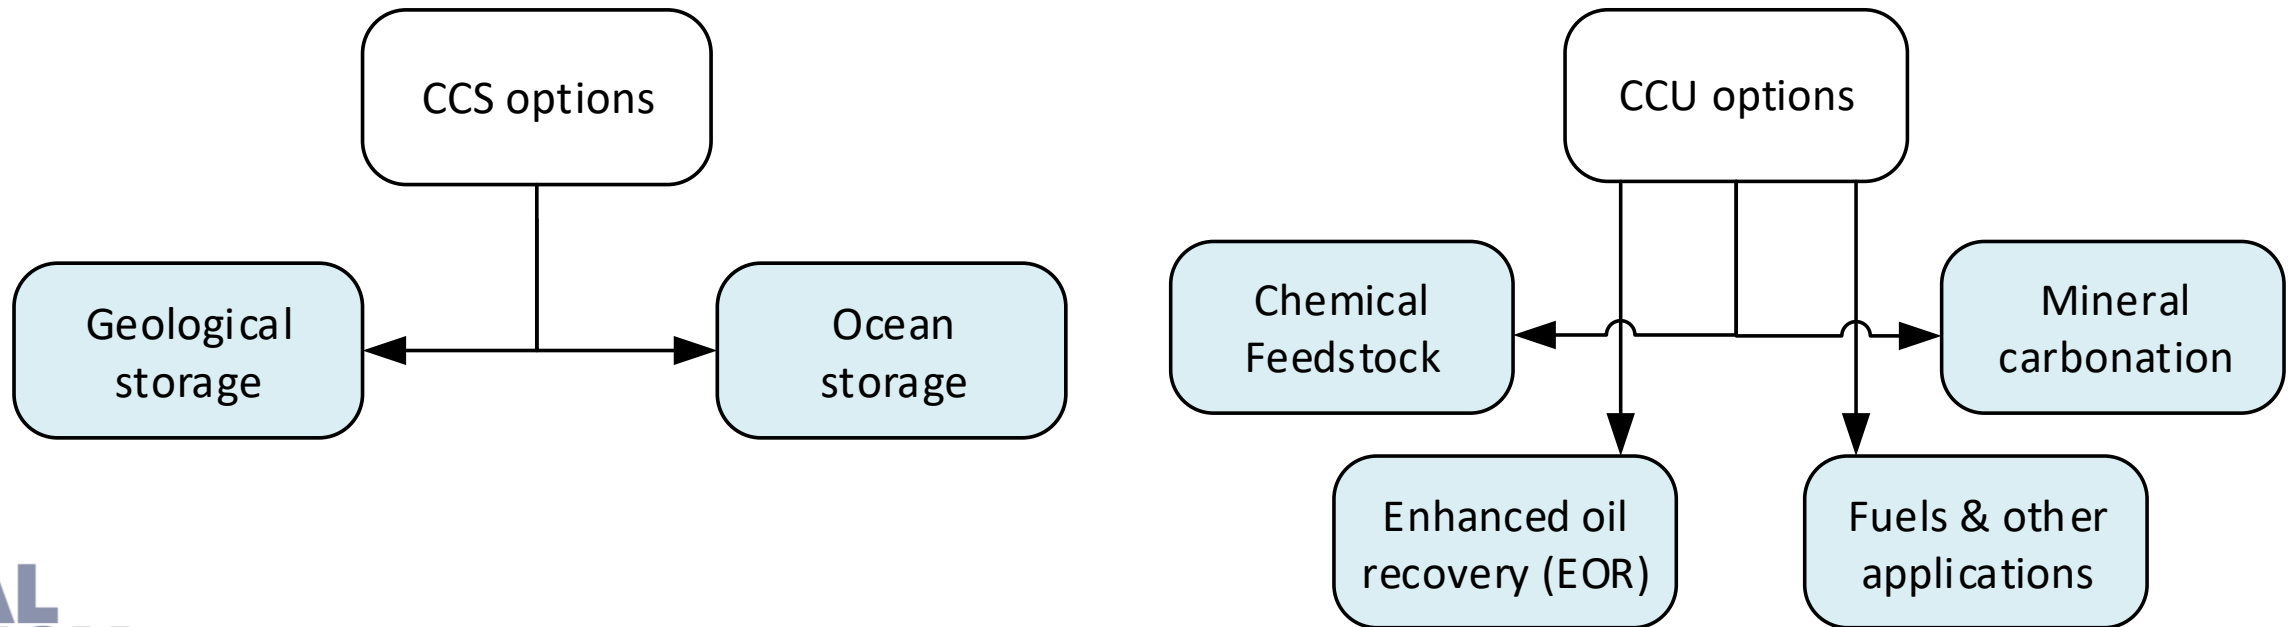 CCS options
Geological
storage
Ocean
storage
CCU options
Chemical
Feedstock
Mineral
carbonation
Enhanced oil
recovery (EOR)
Fuels & other
applications